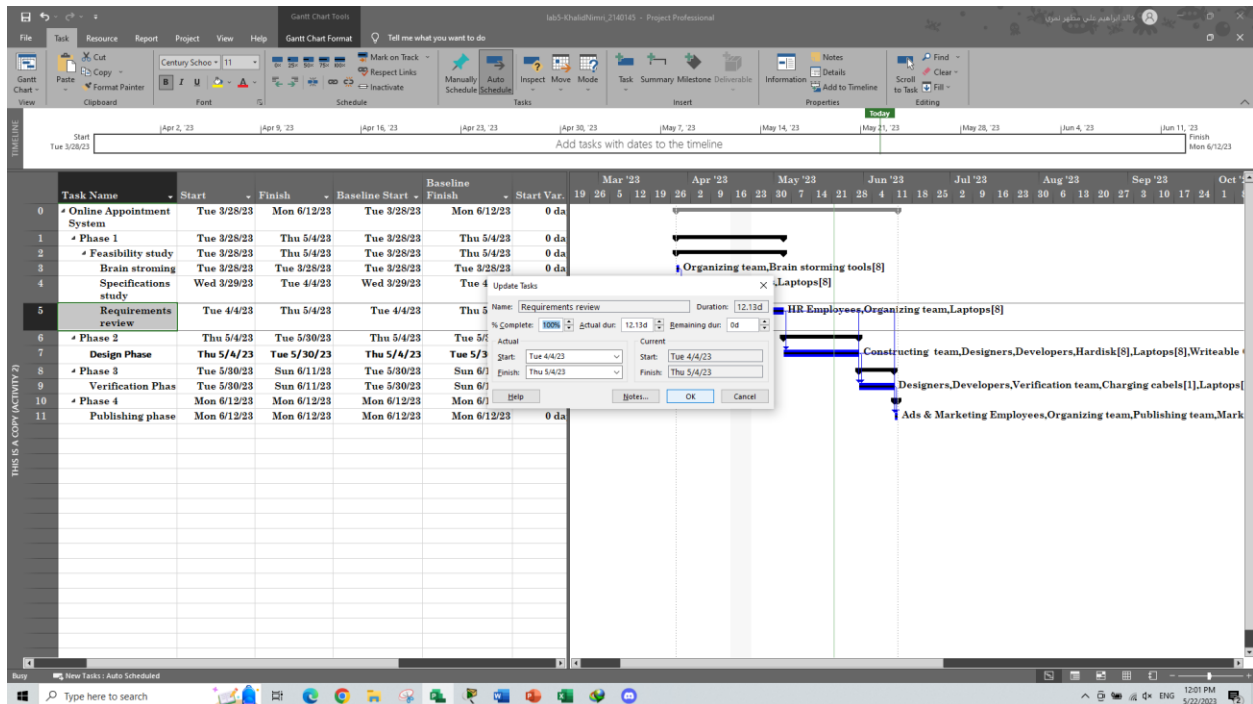 Gantt Chart Tools
lab5-KhalidNimri_2140145 - Project Professional
خالد ابراهيم علي مطهر نمري
File Task Resource Report Project View Help Gantt Chart Format Tell me what you want to do
Gantt Chart
View
Paste
Cut
Copy
Format Painter
Clipboard
Century Schoo 11
B I U A
Font
Mark on Track
Respect Links
Inactivate
Schedule
Manually Schedule
Auto Schedule
Inspect Move Mode
Tasks
Task Summary Milestone Deliverable
Insert
Information
Notes
Details
Add to Timeline
Properties
Scroll to Task
Find
Clear
Fill
Editing
TIMELINE
Today
Apr 2, '23 Apr 9, '23 Apr 16, '23 Apr 23, '23 Apr 30, '23 May 7, '23 May 14, '23 May 21, '23 May 28, '23 Jun 4, '23 Jun 11, '23
Start
Tue 3/28/23
Add tasks with dates to the timeline
Finish
Mon 6/12/23
Task Name Start Finish Baseline Start Baseline Finish Start Var.
Mar '23 Apr '23 May '23 Jun '23 Jul '23 Aug '23 Sep '23 Oct '
19 26 5 12 19 26 2 9 16 23 30 7 14 21 28 4 11 18 25 2 9 16 23 30 6 13 20 27 3 10 17 24 1
0 Online Appointment System Tue 3/28/23 Mon 6/12/23 Tue 3/28/23 Mon 6/12/23 0 da
1 Phase 1 Tue 3/28/23 Thu 5/4/23 Tue 3/28/23 Thu 5/4/23 0 da
2 Feasibility study Tue 3/28/23 Thu 5/4/23 Tue 3/28/23 Thu 5/4/23 0 da
3 Brain stroming Tue 3/28/23 Tue 3/28/23 Tue 3/28/23 Tue 3/28/23 0 da
Organizing team,Brain storming tools[8]
4 Specifications study Wed 3/29/23 Tue 4/4/23 Wed 3/29/23 Tue 4
,Laptops[8]
5 Requirements review Tue 4/4/23 Thu 5/4/23 Tue 4/4/23 Thu 5
HR Employees,Organizing team,Laptops[8]
6 Phase 2 Thu 5/4/23 Tue 5/30/23 Thu 5/4/23 Tue 5/3
7 Design Phase Thu 5/4/23 Tue 5/30/23 Thu 5/4/23 Tue 5/3
Constructing team,Designers,Developers,Hardisk[8],Laptops[8],Writeable
8 Phase 3 Tue 5/30/23 Sun 6/11/23 Tue 5/30/23 Sun 6/1
9 Verification Phas Tue 5/30/23 Sun 6/11/23 Tue 5/30/23 Sun 6/1
Designers,Developers,Verification team,Charging cabels[1],Laptops[
10 Phase 4 Mon 6/12/23 Mon 6/12/23 Mon 6/12/23 Mon 6/
11 Publishing phase Mon 6/12/23 Mon 6/12/23 Mon 6/12/23 Mon 6/12/23 0 da
Ads & Marketing Employees,Organizing team,Publishing team,Mark
THIS IS A COPY (ACTIVITY 2)
Update Tasks
Name: Requirements review Duration: 12.13d
% Complete: 100% Actual dur: 12.13d Remaining dur: 0d
Actual
Start: Tue 4/4/23
Finish: Thu 5/4/23
Current
Start: Tue 4/4/23
Finish: Thu 5/4/23
Help Notes... OK Cancel
Busy New Tasks : Auto Scheduled
Type here to search
ENG
12:01 PM
5/22/2023